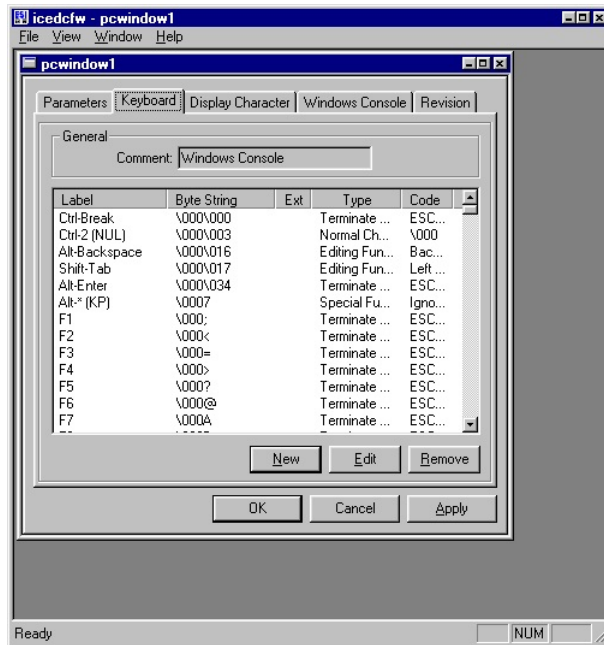 icedcfw - pcwindow1
File View Window Help
pcwindow1
Parameters Keyboard Display Character Windows Console Revision
General
Comment: Windows Console
Label Byte String Ext Type Code
Ctrl-Break \000\000 Terminate ... ESC...
Ctrl-2 (NUL) \000\003 Normal Ch... \000
Alt-Backspace \000\016 Editing Fun... Bac...
Shift-Tab \000\017 Editing Fun... Left ...
Alt-Enter \000\034 Terminate ... ESC...
Alt-* (KP) \0007 Special Fu... Igno...
F1 \000; Terminate ... ESC...
F2 \000< Terminate ... ESC...
F3 \000= Terminate ... ESC...
F4 \000> Terminate ... ESC...
F5 \000? Terminate ... ESC...
F6 \000@ Terminate ... ESC...
F7 \000A Terminate ... ESC...
New Edit Remove
OK Cancel Apply
Ready NUM